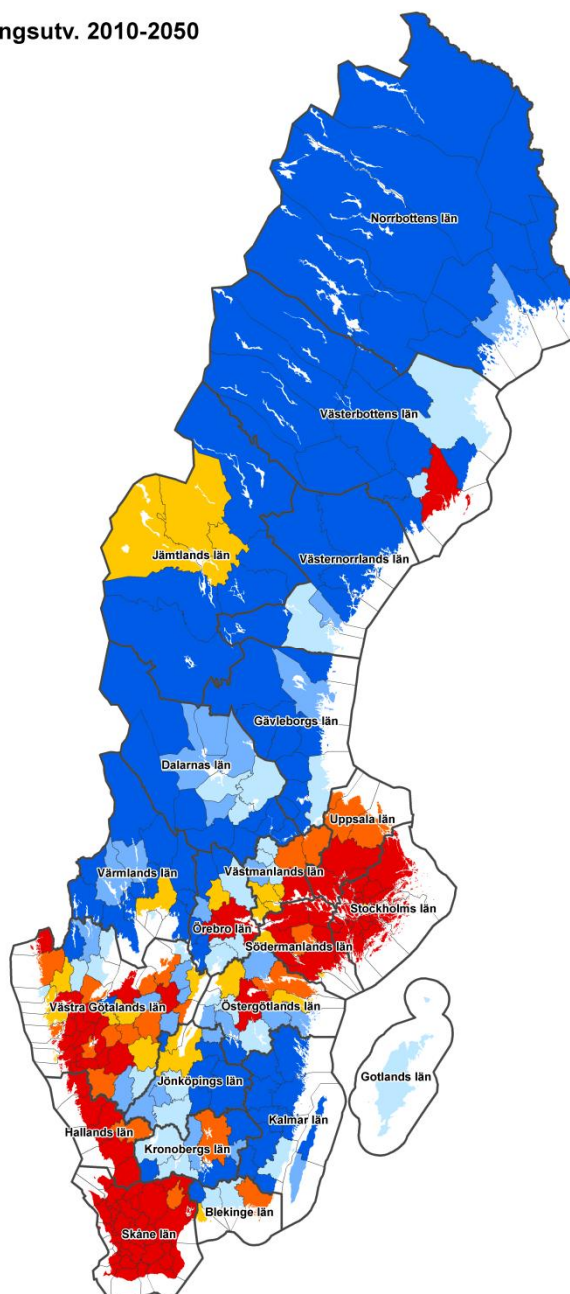 ngsutv. 2010-2050
Norrbottens län
Västerbottens län
Jämtlands län
Västernorrlands län
Gävleborgs län
Dalarnas län
Uppsala län
Värmlands län
Västmanlands län
Stockholms län
Örebro län
Södermanlands län
Västra Götalands län
Östergötlands län
Jönköpings län
Gotlands län
Hallands län
Kalmar län
Kronobergs län
Blekinge län
Skåne län